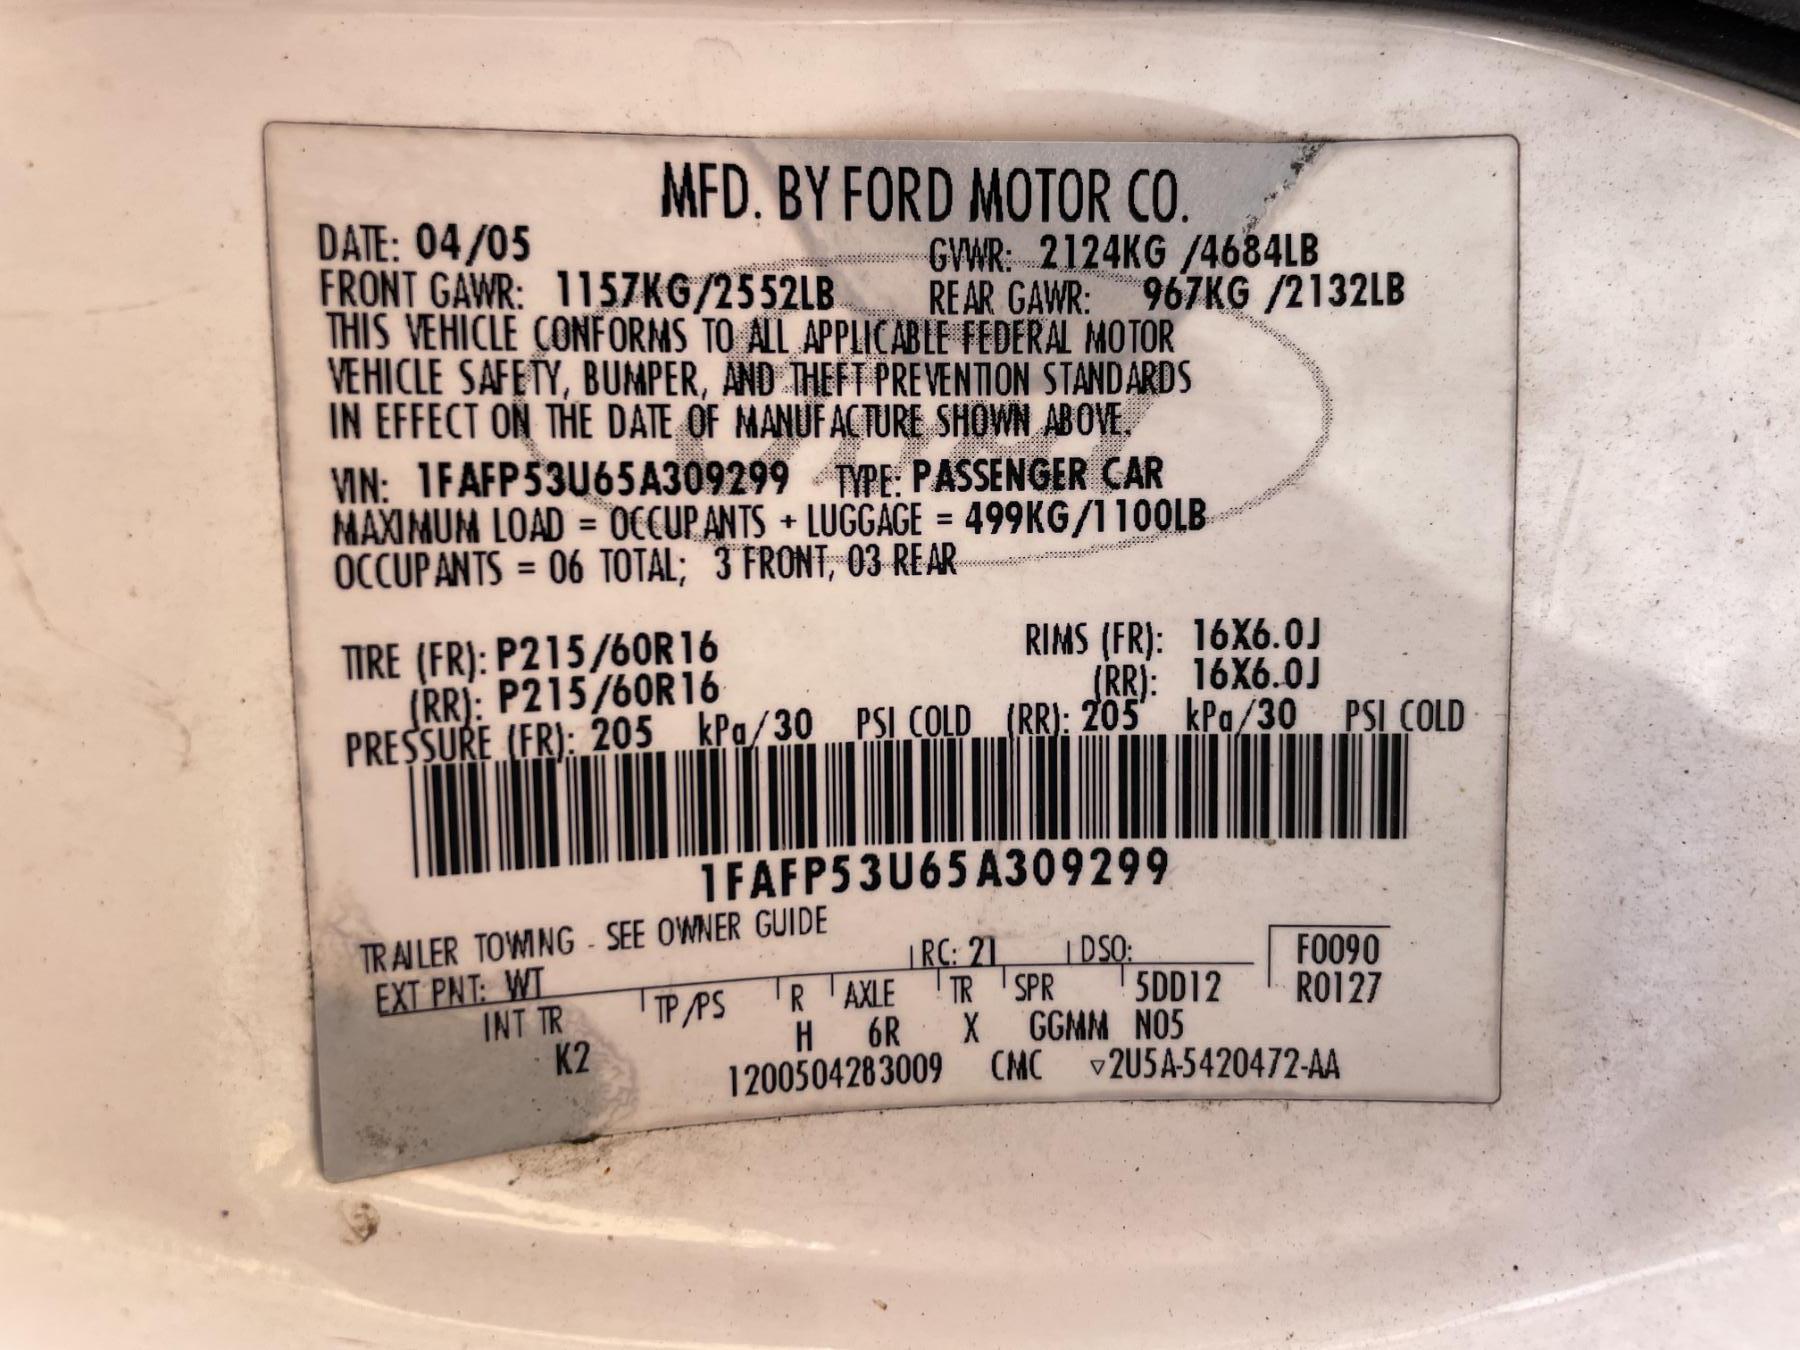 MFD. BY FORD MOTOR CO.
DATE: 04/05 GVWR: 2124KG /4684LB
FRONT GAWR: 1157KG/2552LB REAR GAWR: 967KG /2132LB
THIS VEHICLE CONFORMS TO ALL APPLICABLE FEDERAL MOTOR
VEHICLE SAFETY, BUMPER, AND THEFT PREVENTION STANDARDS
IN EFFECT ON THE DATE OF MANUFACTURE SHOWN ABOVE.
VIN: 1FAFP53U65A309299 TYPE: PASSENGER CAR
MAXIMUM LOAD = OCCUPANTS + LUGGAGE = 499KG/1100LB
OCCUPANTS = 06 TOTAL; 3 FRONT, 03 REAR
TIRE (FR): P215/60R16 RIMS (FR): 16X6.0J
(RR): P215/60R16 (RR): 16X6.0J
PRESSURE (FR): 205 kPa/30 PSI COLD (RR): 205 kPa/30 PSI COLD
1FAFP53U65A309299
TRAILER TOWING - SEE OWNER GUIDE
EXT PNT: WT RC: 21 DSO: F0090
INT TR TP/PS R AXLE TR SPR 5DD12 R0127
K2 H 6R X GGMM N05
1200504283009 CMC ▿2U5A-5420472-AA